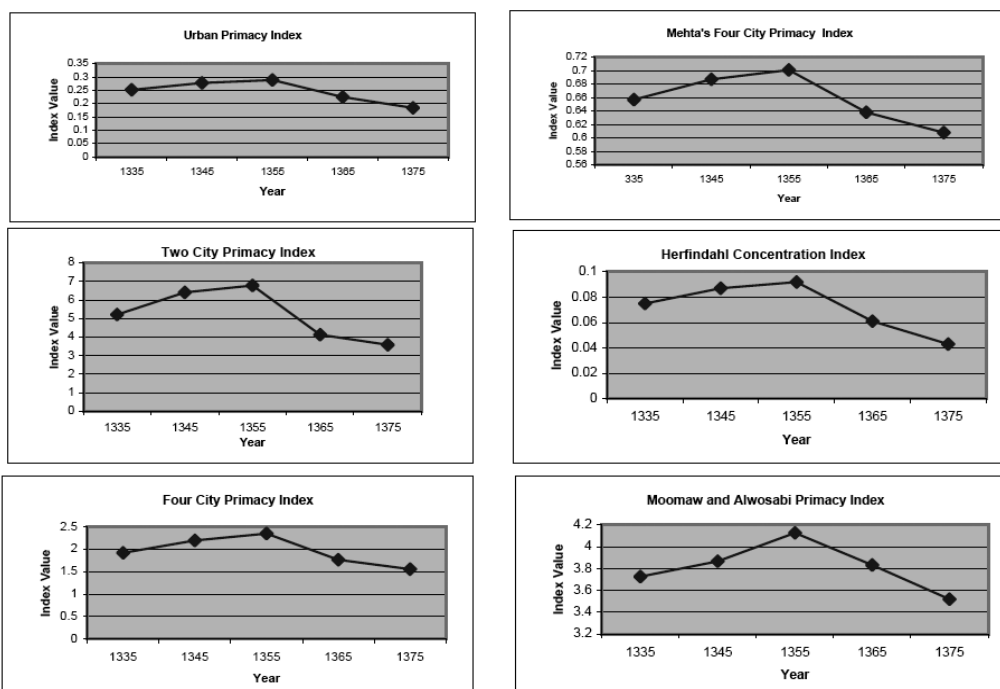 Urban Primacy Index
Index Value
0.35
0.3
0.25
0.2
0.15
0.1
0.05
0
1335 1345 1355 1365 1375
Year
Mehta's Four City Primacy Index
Index Value
0.72
0.7
0.68
0.66
0.64
0.62
0.6
0.58
0.56
335 1345 1355 1365 1375
Year
Two City Primacy Index
Index Value
8
7
6
5
4
3
2
1
0
1335 1345 1355 1365 1375
Year
Herfindahl Concentration Index
Index Value
0.1
0.08
0.06
0.04
0.02
0
1335 1345 1355 1365 1375
Year
Four City Primacy Index
Index Value
2.5
2
1.5
1
0.5
0
1335 1345 1355 1365 1375
Year
Moomaw and Alwosabi Primacy Index
Index Value
4.2
4
3.8
3.6
3.4
3.2
1335 1345 1355 1365 1375
Year